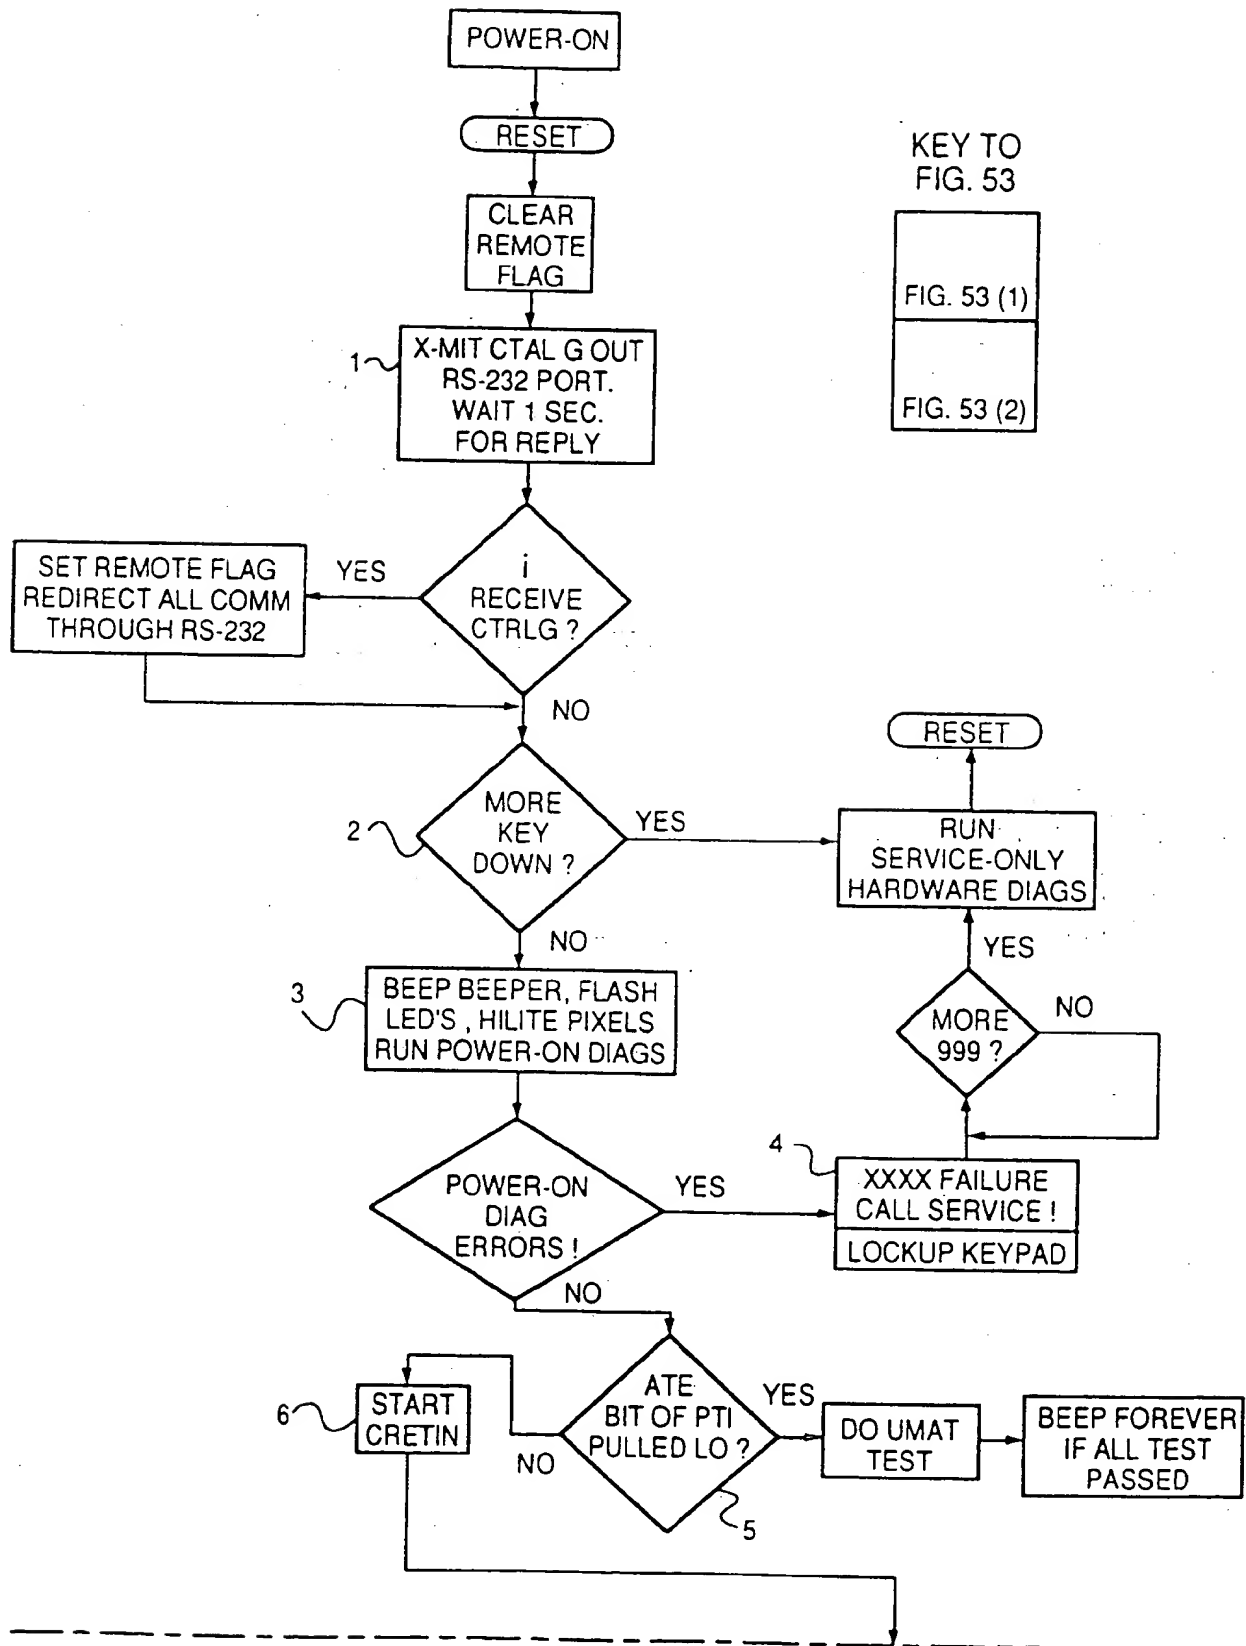 POWER-ON
RESET
KEY TO
FIG. 53
FIG. 53 (1)
FIG. 53 (2)
CLEAR
REMOTE
FLAG
1
X-MIT CTAL G OUT
RS-232 PORT.
WAIT 1 SEC.
FOR REPLY
SET REMOTE FLAG
REDIRECT ALL COMM
THROUGH RS-232
YES
i
RECEIVE
CTRLG ?
NO
2
MORE
KEY
DOWN ?
YES
NO
RESET
RUN
SERVICE-ONLY
HARDWARE DIAGS
YES
MORE
999 ?
NO
3
BEEP BEEPER, FLASH
LED'S , HILITE PIXELS
RUN POWER-ON DIAGS
POWER-ON
DIAG
ERRORS !
YES
NO
4
XXXX FAILURE
CALL SERVICE !
LOCKUP KEYPAD
6
START
CRETIN
NO
ATE
BIT OF PTI
PULLED LO ?
5
YES
DO UMAT
TEST
BEEP FOREVER
IF ALL TEST
PASSED